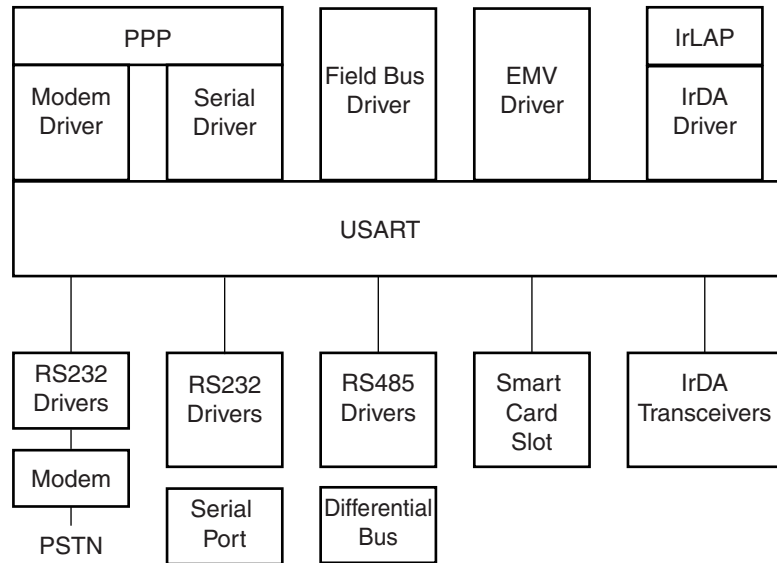 PPP
Modem
Driver
Serial
Driver
Field Bus
Driver
EMV
Driver
IrLAP
IrDA
Driver
USART
RS232
Drivers
RS232
Drivers
RS485
Drivers
Smart
Card
Slot
IrDA
Transceivers
Modem
PSTN
Serial
Port
Differential
Bus